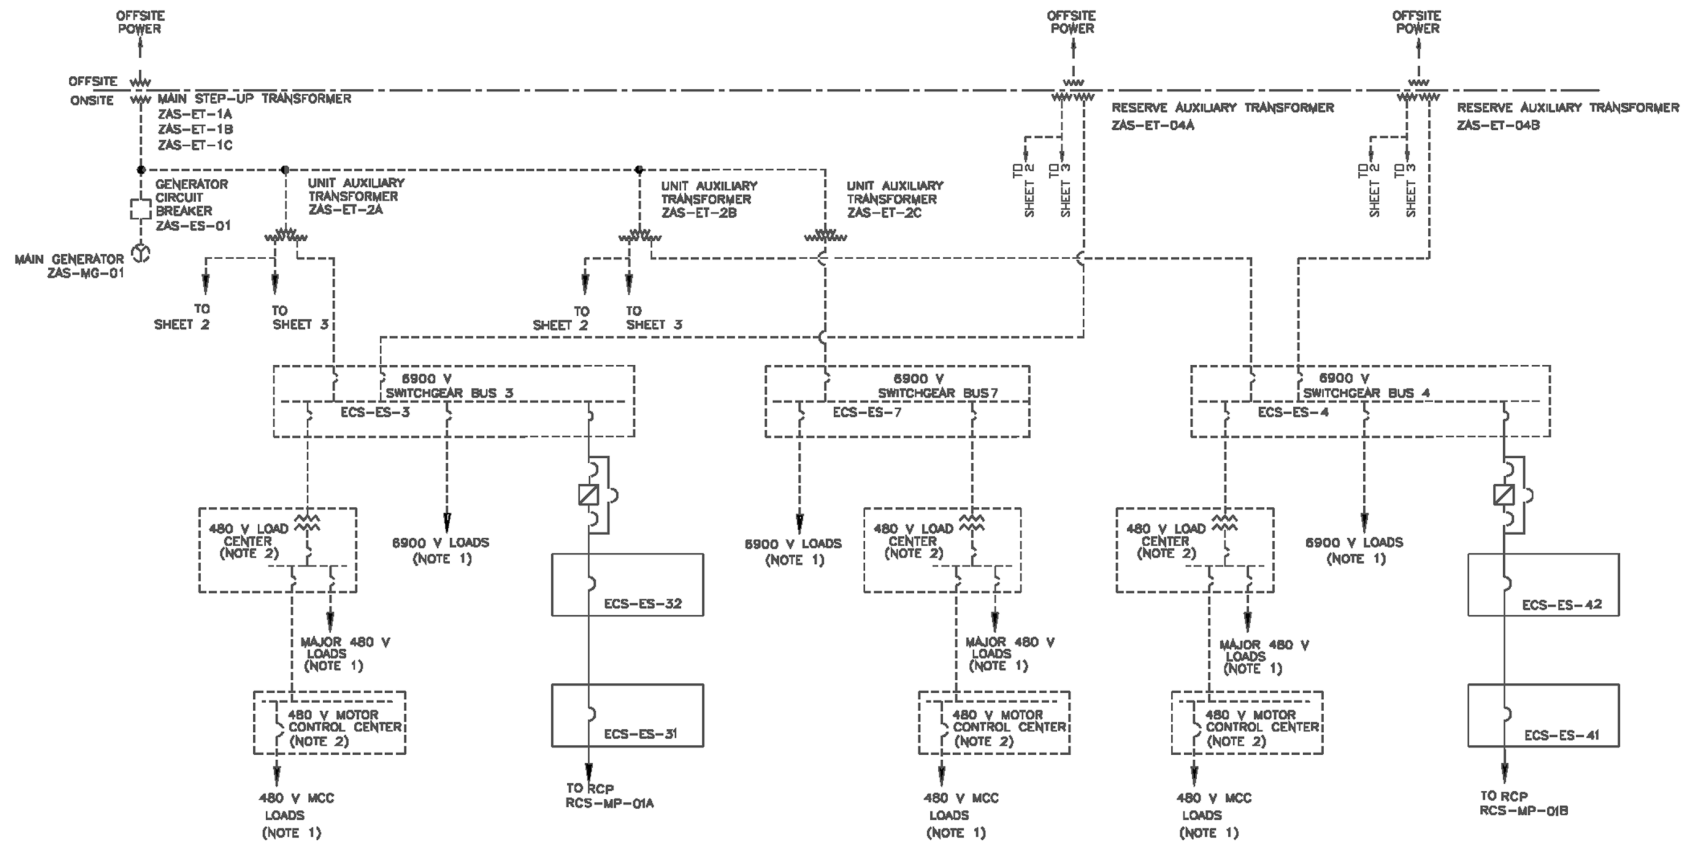 OFFSITE
POWER
OFFSITE
POWER
OFFSITE
POWER
OFFSITE
ONSITE
MAIN STEP-UP TRANSFORMER
ZAS-ET-1A
ZAS-ET-1B
ZAS-ET-1C
RESERVE AUXILIARY TRANSFORMER
ZAS-ET-04A
RESERVE AUXILIARY TRANSFORMER
ZAS-ET-04B
TO
SHEET 2
TO
SHEET 3
TO
SHEET 2
TO
SHEET 3
GENERATOR
CIRCUIT
BREAKER
ZAS-ES-01
UNIT AUXILIARY
TRANSFORMER
ZAS-ET-2A
UNIT AUXILIARY
TRANSFORMER
ZAS-ET-2B
UNIT AUXILIARY
TRANSFORMER
ZAS-ET-2C
MAIN GENERATOR
ZAS-MG-01
TO
SHEET 2
TO
SHEET 3
TO
SHEET 2
TO
SHEET 3
6900 V
SWITCHGEAR BUS 3
ECS-ES-3
6900 V
SWITCHGEAR BUS7
ECS-ES-7
6900 V
SWITCHGEAR BUS 4
ECS-ES-4
480 V LOAD
CENTER
(NOTE 2)
6900 V LOADS
(NOTE 1)
6900 V LOADS
(NOTE 1)
480 V LOAD
CENTER
(NOTE 2)
480 V LOAD
CENTER
(NOTE 2)
6900 V LOADS
(NOTE 1)
ECS-ES-32
ECS-ES-42
MAJOR 480 V
LOADS
(NOTE 1)
MAJOR 480 V
LOADS
(NOTE 1)
MAJOR 480 V
LOADS
(NOTE 1)
480 V MOTOR
CONTROL CENTER
(NOTE 2)
ECS-ES-31
480 V MOTOR
CONTROL CENTER
(NOTE 2)
480 V MOTOR
CONTROL CENTER
(NOTE 2)
ECS-ES-41
480 V MCC
LOADS
(NOTE 1)
TO RCP
RCS-MP-01A
480 V MCC
LOADS
(NOTE 1)
480 V MCC
LOADS
(NOTE 1)
TO RCP
RCS-MP-01B